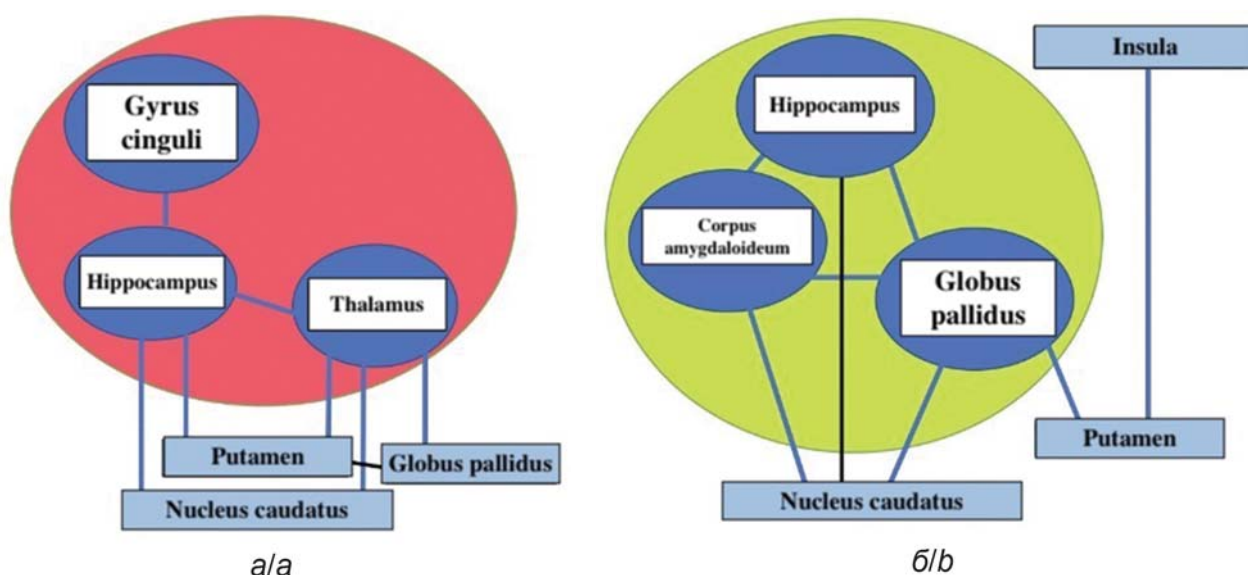 Gyrus
cinguli
Hippocampus
Thalamus
Putamen
Globus pallidus
Nucleus caudatus
а/a
Hippocampus
Insula
Corpus
amygdaloideum
Globus
pallidus
Putamen
Nucleus caudatus
б/b